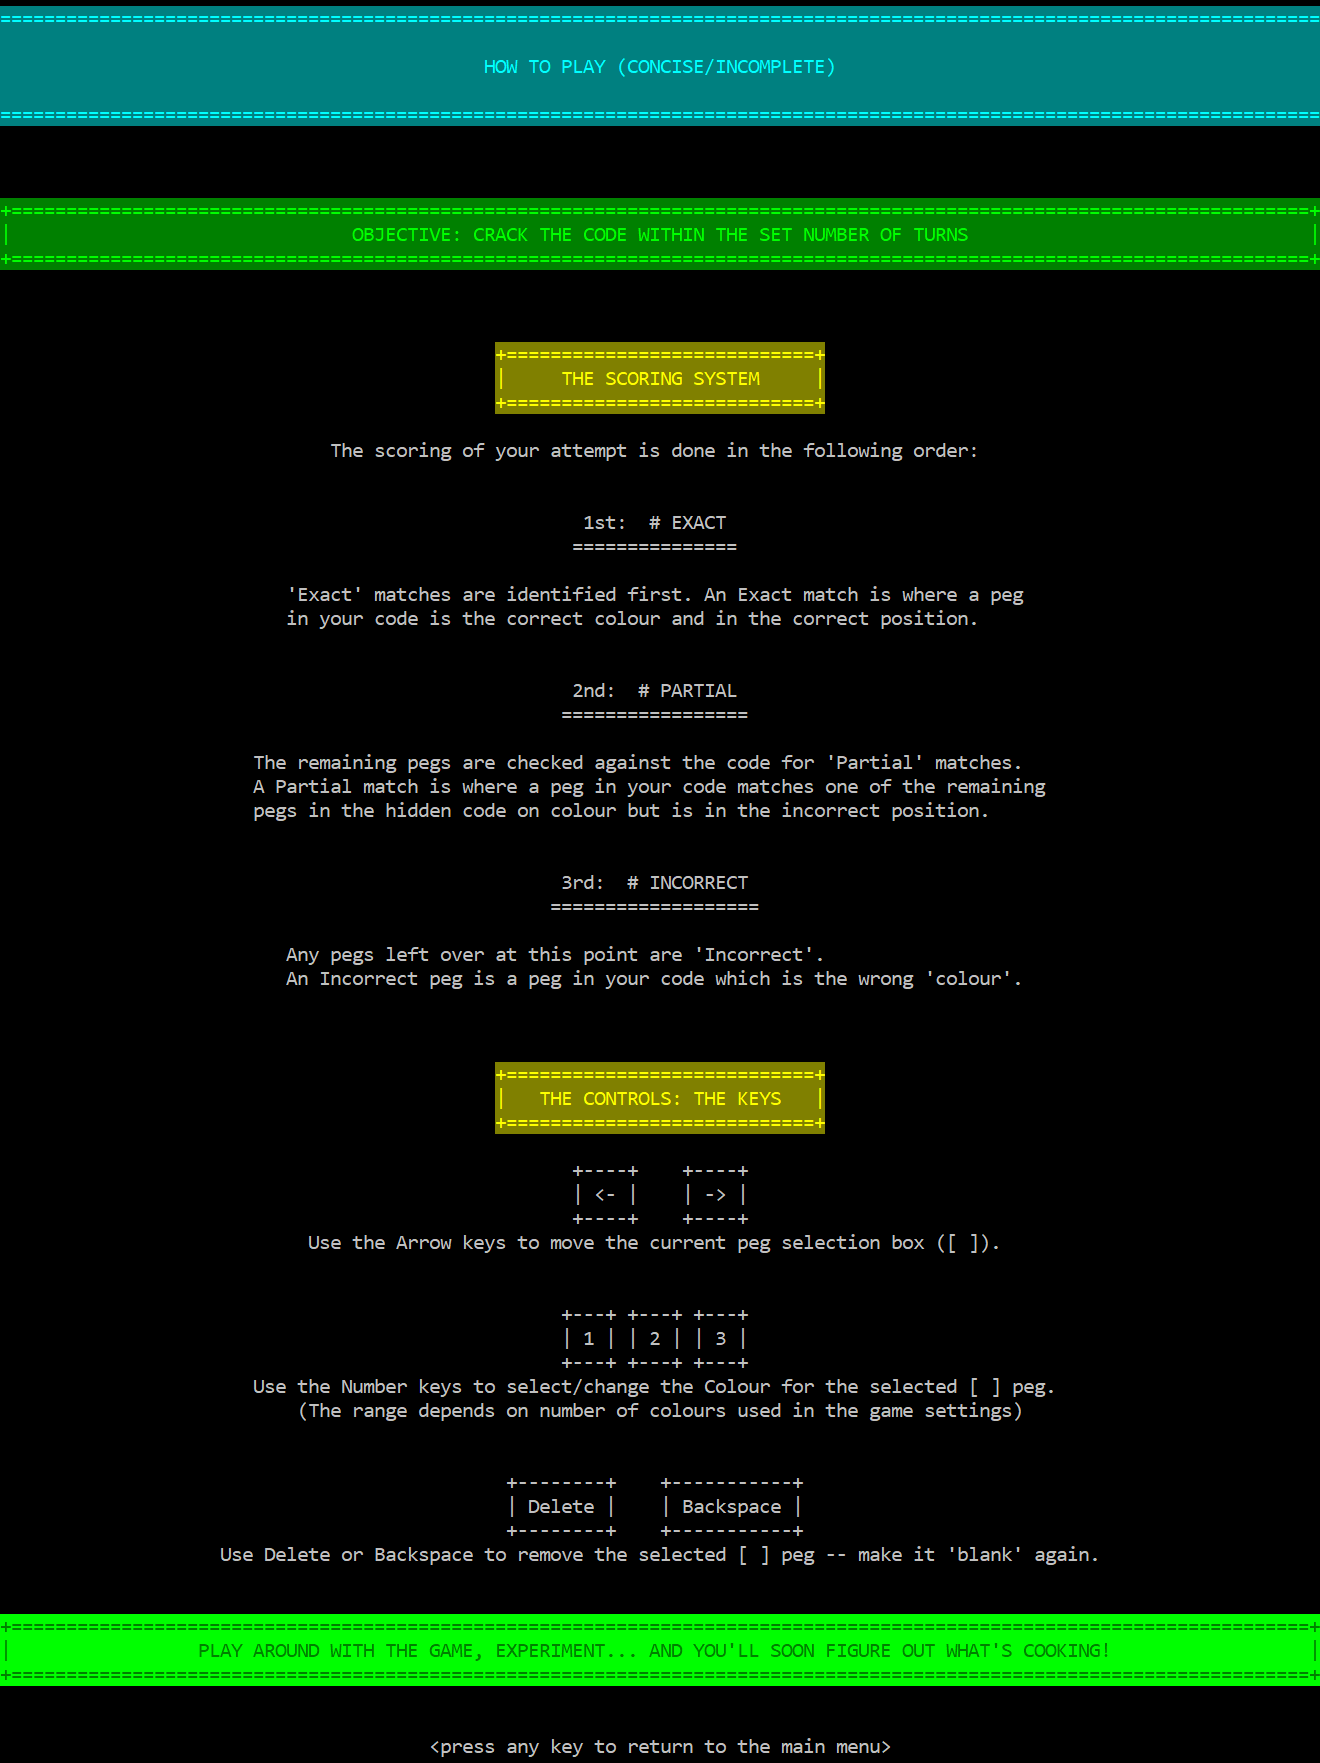 ========================================================================================================================
HOW TO PLAY (CONCISE/INCOMPLETE)
========================================================================================================================
+======================================================================================================================+
| OBJECTIVE: CRACK THE CODE WITHIN THE SET NUMBER OF TURNS |
+======================================================================================================================+
+============================+
| THE SCORING SYSTEM |
+============================+
The scoring of your attempt is done in the following order:
1st:  # EXACT
===============
'Exact' matches are identified first. An Exact match is where a peg
in your code is the correct colour and in the correct position.
2nd:  # PARTIAL
=================
The remaining pegs are checked against the code for 'Partial' matches.
A Partial match is where a peg in your code matches one of the remaining
pegs in the hidden code on colour but is in the incorrect position.
3rd:  # INCORRECT
===================
Any pegs left over at this point are 'Incorrect'.
An Incorrect peg is a peg in your code which is the wrong 'colour'.
+============================+
| THE CONTROLS: THE KEYS |
+============================+
+----+    +----+
| <- |    | -> |
+----+    +----+
Use the Arrow keys to move the current peg selection box ([ ]).
+---+ +---+ +---+
| 1 | | 2 | | 3 |
+---+ +---+ +---+
Use the Number keys to select/change the Colour for the selected [ ] peg.
(The range depends on number of colours used in the game settings)
+--------+    +-----------+
| Delete |    | Backspace |
+--------+    +-----------+
Use Delete or Backspace to remove the selected [ ] peg -- make it 'blank' again.
+======================================================================================================================+
| PLAY AROUND WITH THE GAME, EXPERIMENT... AND YOU'LL SOON FIGURE OUT WHAT'S COOKING! |
+======================================================================================================================+
<press any key to return to the main menu>